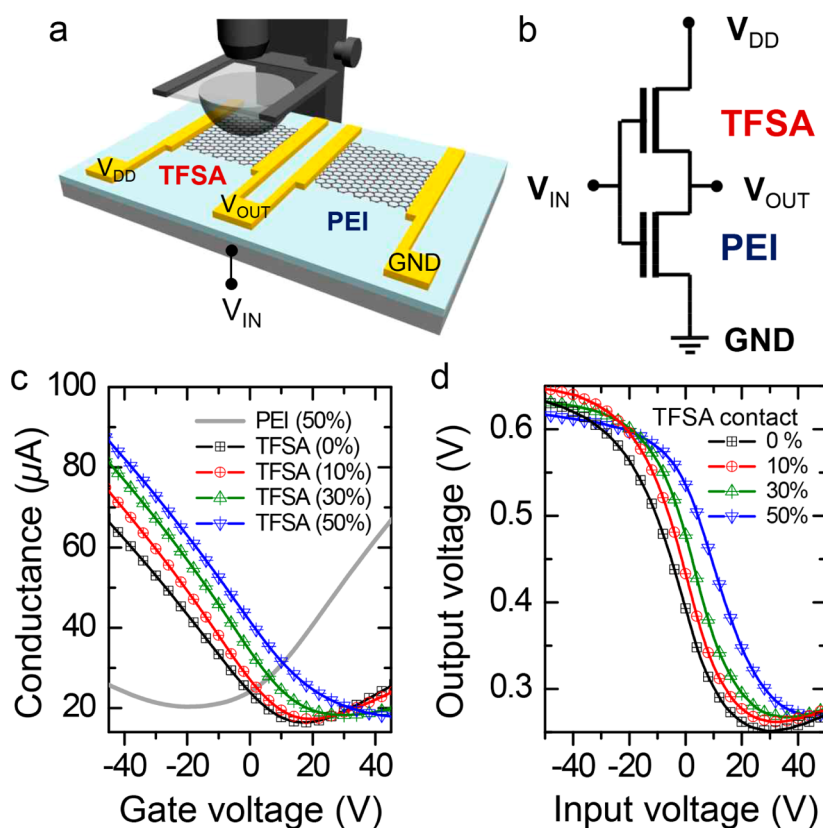 a
V_DD
TFSA
V_OUT
PEI
GND
V_IN
b
V_DD
TFSA
V_IN
V_OUT
PEI
GND
c
100
80
60
40
20
-40
-20
0
20
40
Conductance (µA)
Gate voltage (V)
PEI (50%)
TFSA (0%)
TFSA (10%)
TFSA (30%)
TFSA (50%)
d
0.6
0.5
0.4
0.3
-40
-20
0
20
40
Output voltage (V)
Input voltage (V)
TFSA contact
0 %
10%
30%
50%